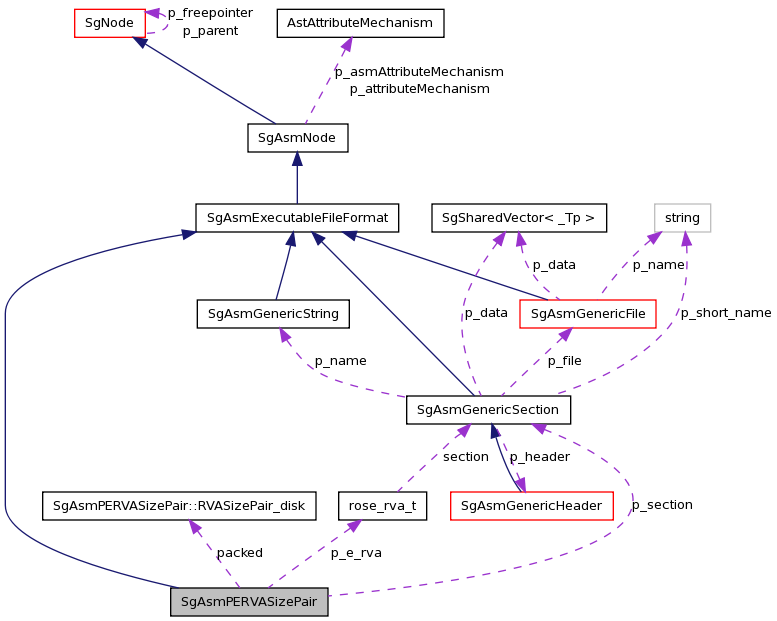 SgNode
p_freepointer
p_parent
AstAttributeMechanism
p_asmAttributeMechanism
p_attributeMechanism
SgAsmNode
SgAsmExecutableFileFormat
SgSharedVector< _Tp >
string
p_data
p_name
SgAsmGenericString
p_data
SgAsmGenericFile
p_short_name
p_name
p_file
SgAsmGenericSection
section
p_header
SgAsmPERVASizePair::RVASizePair_disk
rose_rva_t
SgAsmGenericHeader
p_section
packed
p_e_rva
SgAsmPERVASizePair